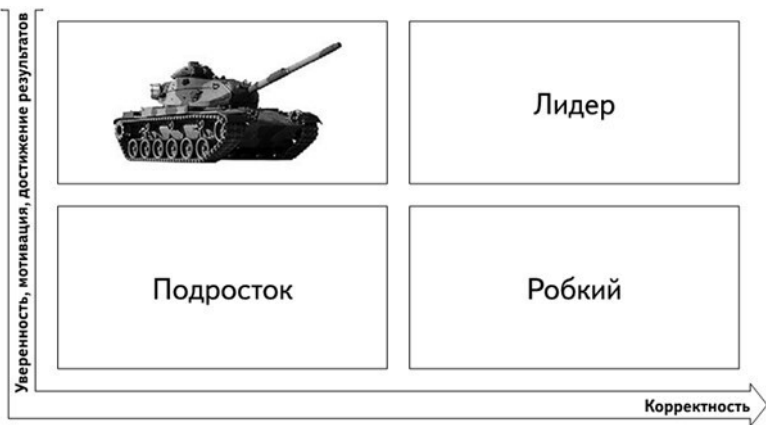 Уверенность, мотивация, достижение результатов
Лидер
Подросток
Робкий
Корректность